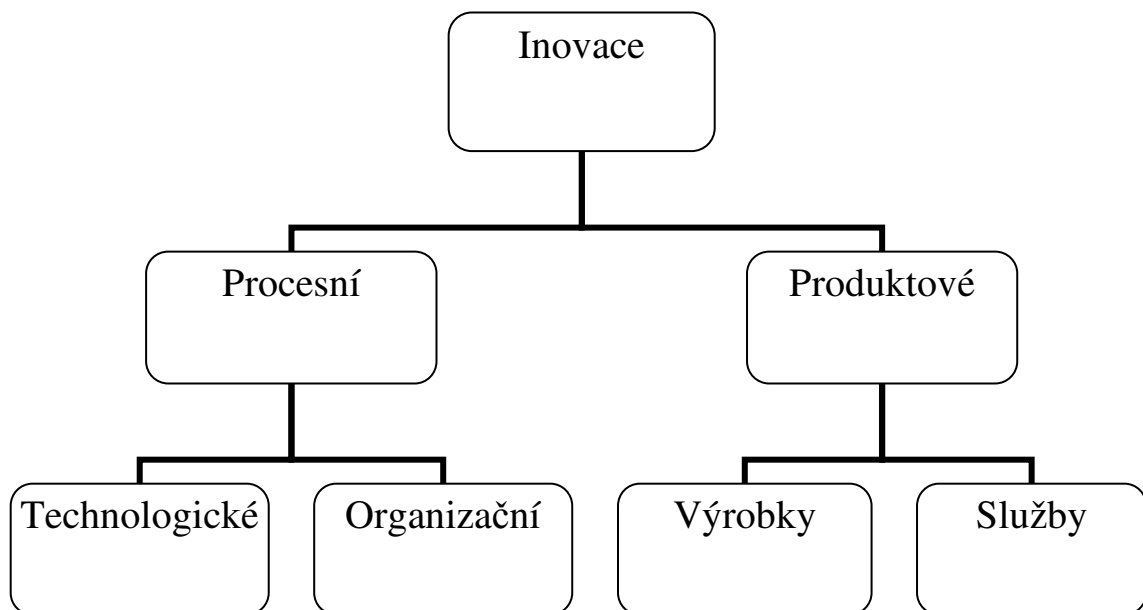 Inovace
Procesní
Produktové
Technologické
Organizační
Výrobky
Služby